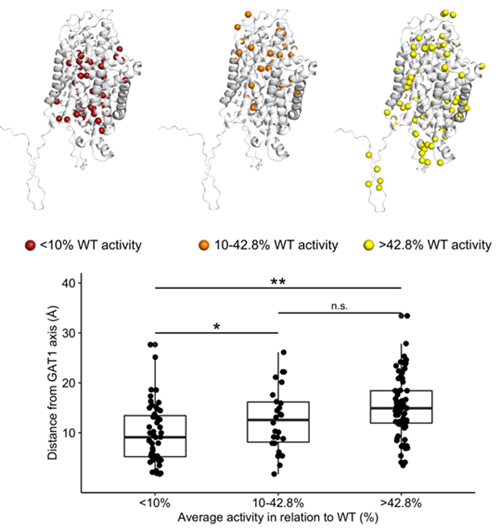 <10% WT activity
10-42.8% WT activity
>42.8% WT activity
Distance from GAT1 axis (Å)
40
30
20
10
**
n.s.
*
<10%
10-42.8%
>42.8%
Average activity in relation to WT (%)